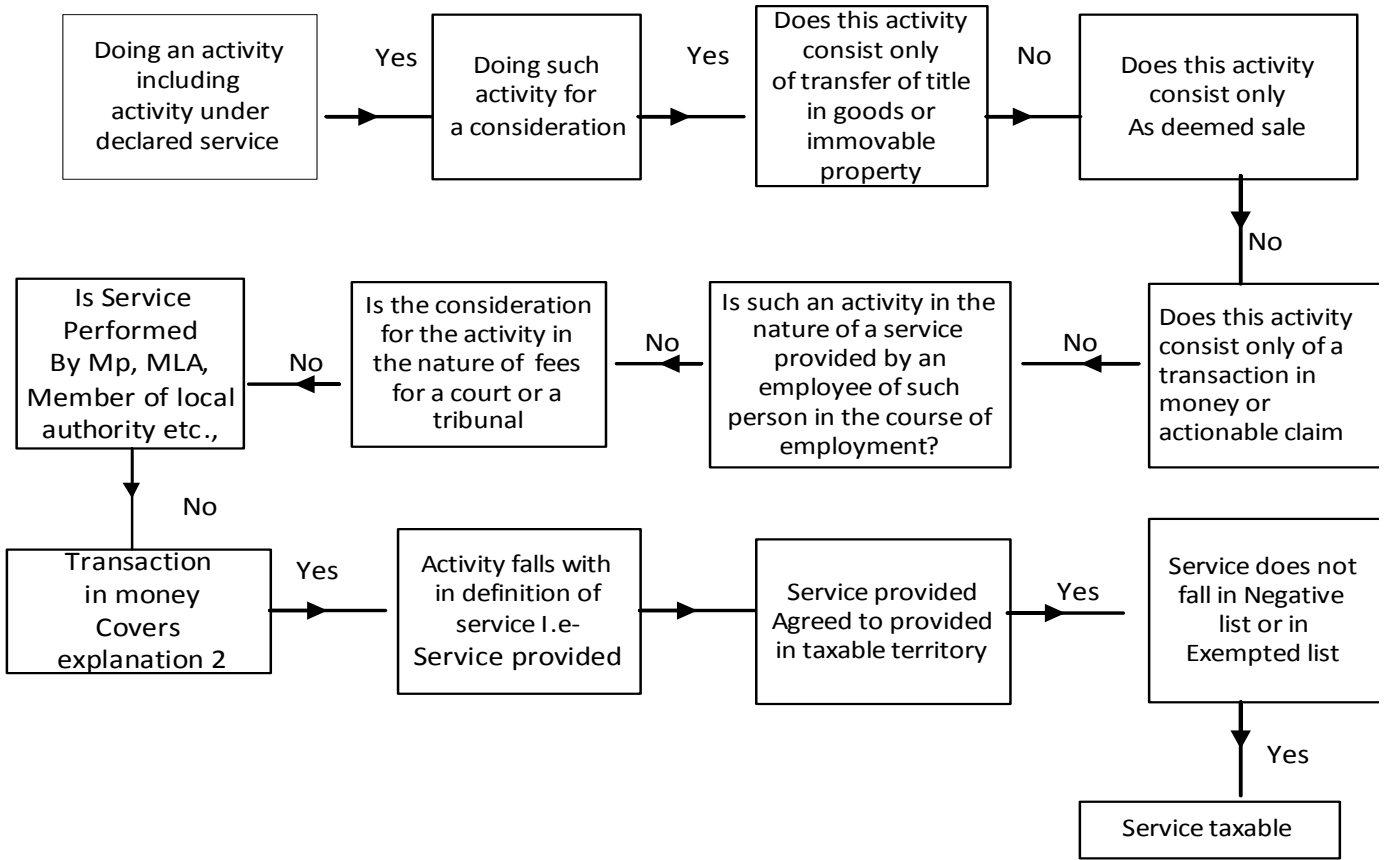 Doing an activity
including
activity under
declared service
Yes
Doing such
activity for
a consideration
Yes
Does this activity
consist only
of transfer of title
in goods or
immovable
property
No
Does this activity
consist only
As deemed sale
No
Does this activity
consist only of a
transaction in
money or
actionable claim
No
Is such an activity in the
nature of a service
provided by an
employee of such
person in the course of
employment?
No
Is the consideration
for the activity in
the nature of fees
for a court or a
tribunal
No
Is Service
Performed
By Mp, MLA,
Member of local
authority etc.,
No
Transaction
in money
Covers
explanation 2
Yes
Activity falls with
in definition of
service I.e-
Service provided
Service provided
Agreed to provided
in taxable territory
Yes
Service does not
fall in Negative
list or in
Exempted list
Yes
Service taxable